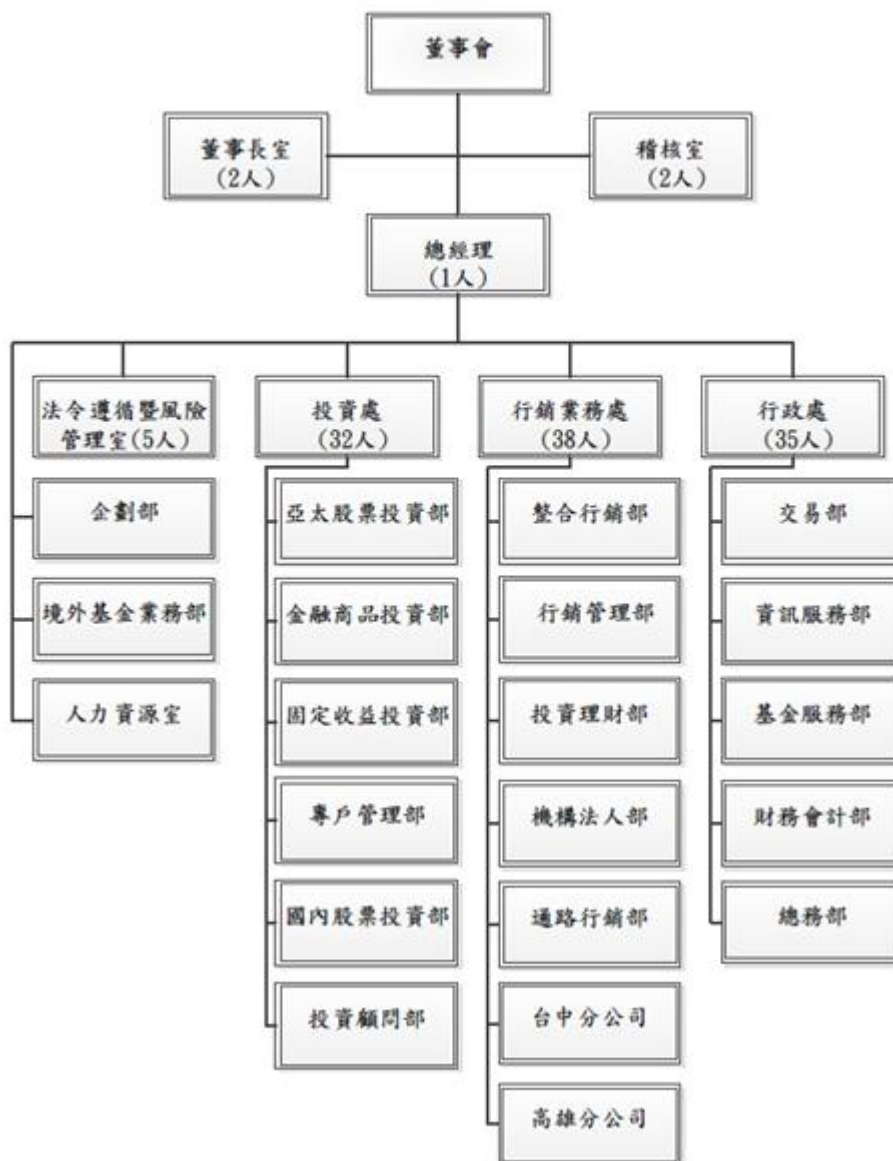 董事會
董事長室
(2人)
稽核室
(2人)
總經理
(1人)
法令遵循暨風險
管理室(5人)
企劃部
境外基金業務部
人力資源室
投資處
(32人)
亞太股票投資部
金融商品投資部
固定收益投資部
專戶管理部
國內股票投資部
投資顧問部
行銷業務處
(38人)
整合行銷部
行銷管理部
投資理財部
機構法人部
通路行銷部
台中分公司
高雄分公司
行政處
(35人)
交易部
資訊服務部
基金服務部
財務會計部
總務部